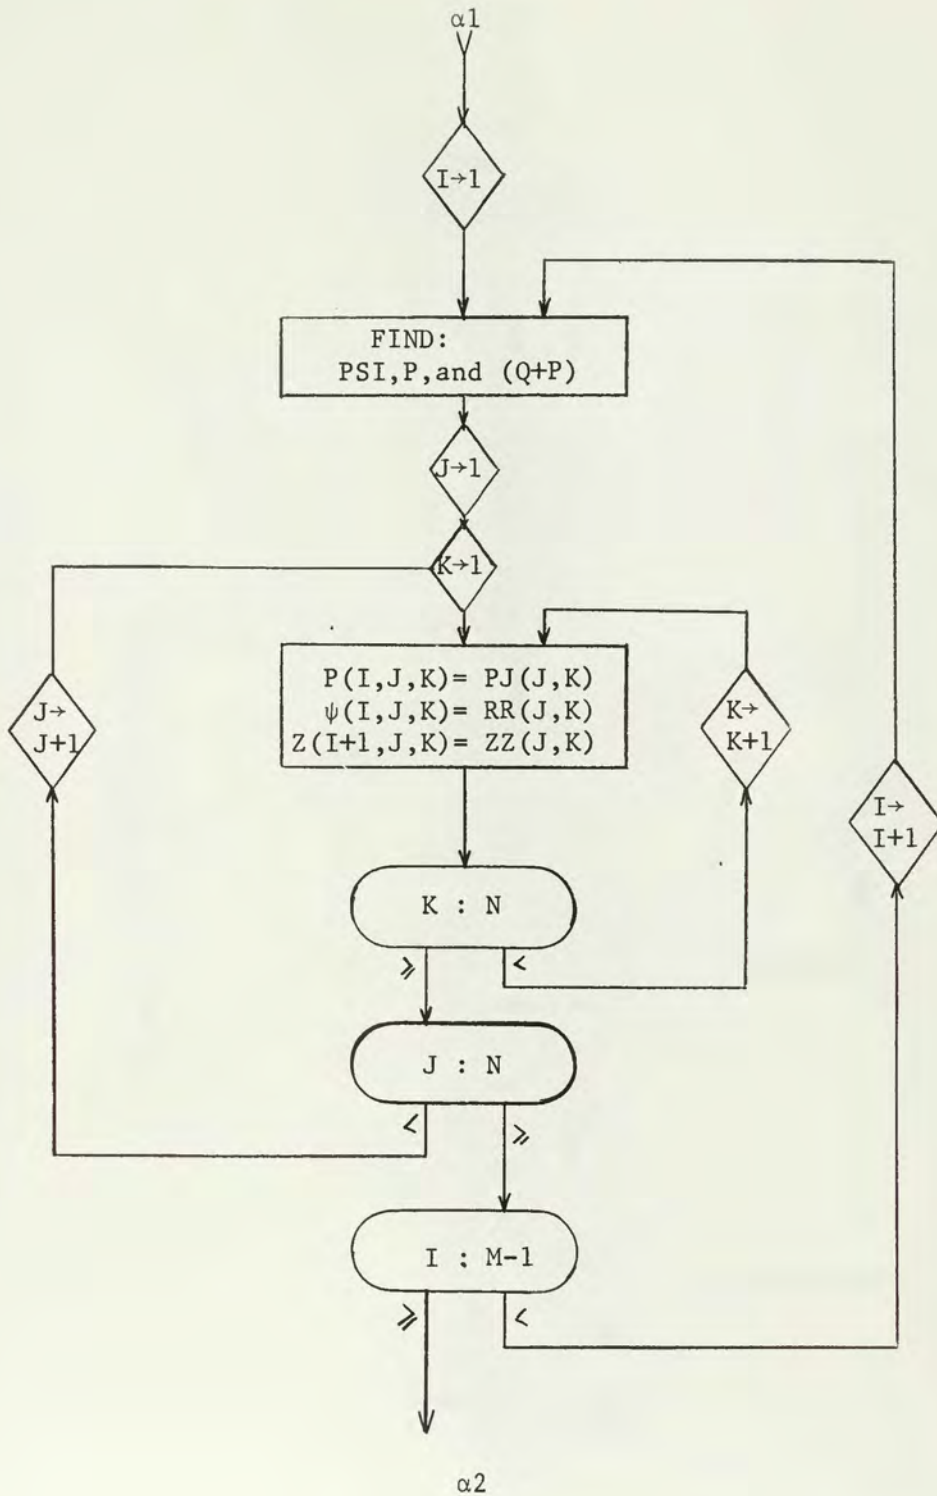 α1
I→1
FIND:
PSI,P,and (Q+P)
J→1
K→1
P(I,J,K)= PJ(J,K)
ψ(I,J,K)= RR(J,K)
Z(I+1,J,K)= ZZ(J,K)
J→
J+1
K→
K+1
I→
I+1
K : N
⩾ <
J : N
< ⩾
I : M-1
⩾ <
α2